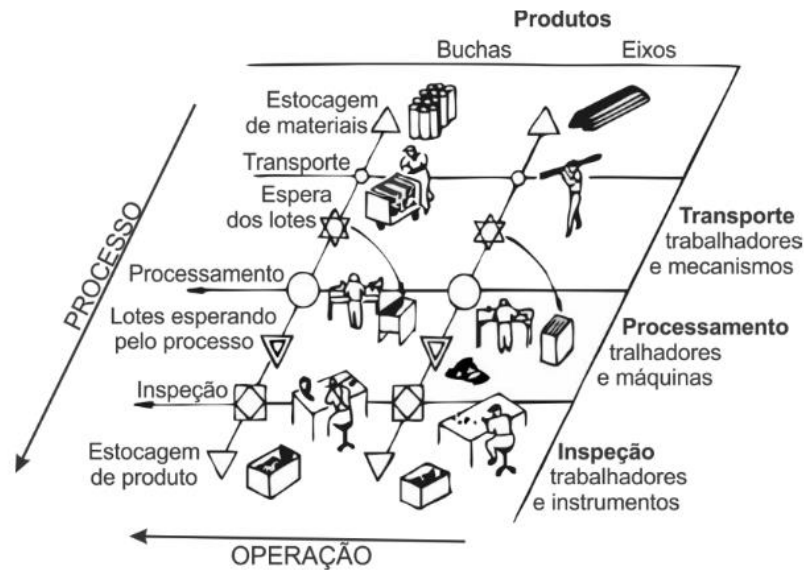 Produtos
Buchas
Eixos
Estocagem
de materiais
Transporte
Espera
dos lotes
Transporte
trabalhadores
e mecanismos
PROCESSO
Processamento
Lotes esperando
pelo processo
Processamento
tralhadores
e máquinas
Inspeção
Estocagem
de produto
Inspeção
trabalhadores
e instrumentos
OPERAÇÃO